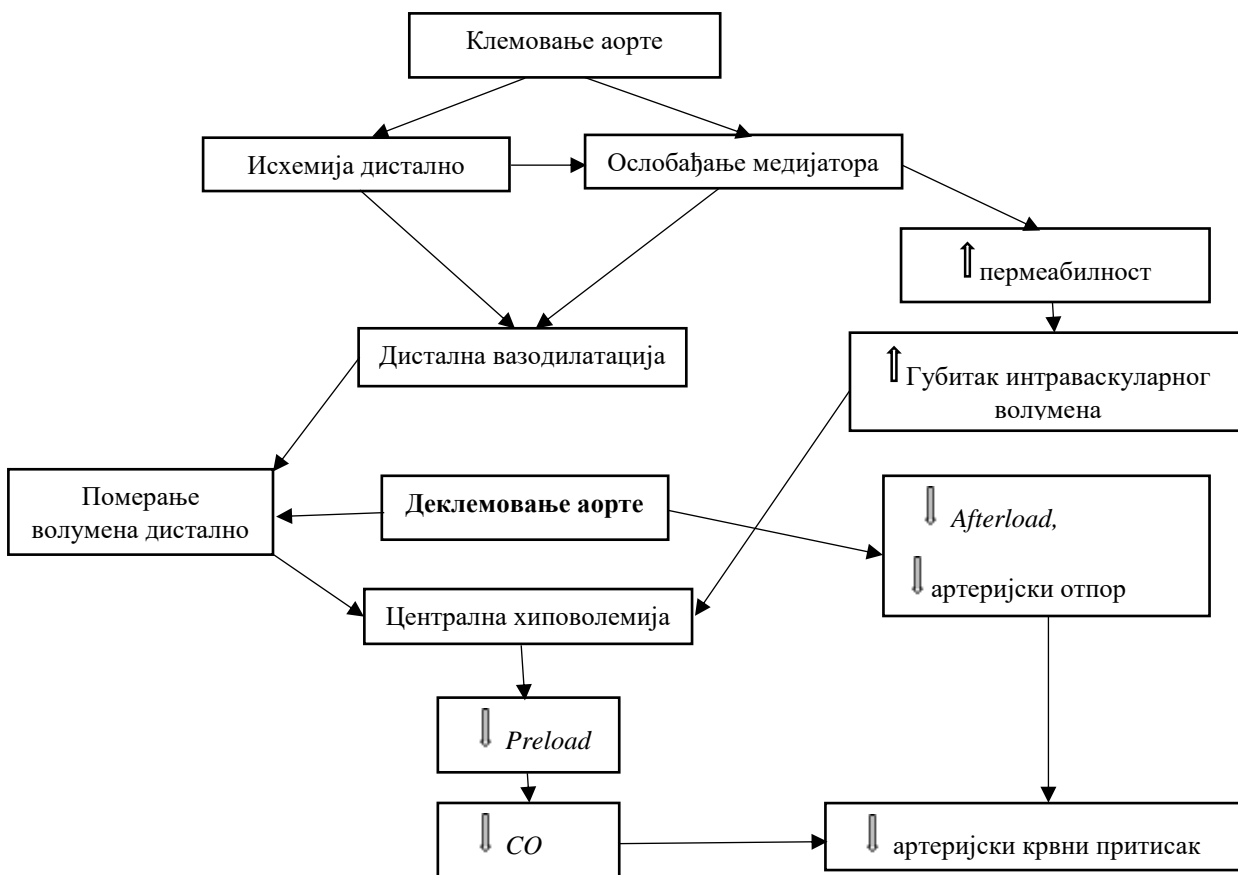 Клемовање аорте
Исхемија дистално
Ослобађање медијатора
⇑пермеабилност
Дистална вазодилатација
⇑Губитак интраваскуларног
волумена
Померање
волумена дистално
Деклемовање аорте
⇓ Afterload,
⇓артеријски отпор
Централна хиповолемија
⇓ Preload
⇓ CO
⇓ артеријски крвни притисак